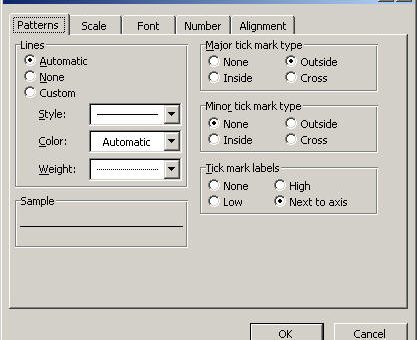 Patterns Scale Font Number Alignment
Lines
Automatic
None
Custom
Style:
Color: Automatic
Weight:
Sample
Major tick mark type
None Outside
Inside Cross
Minor tick mark type
None Outside
Inside Cross
Tick mark labels
None High
Low Next to axis
OK Cancel